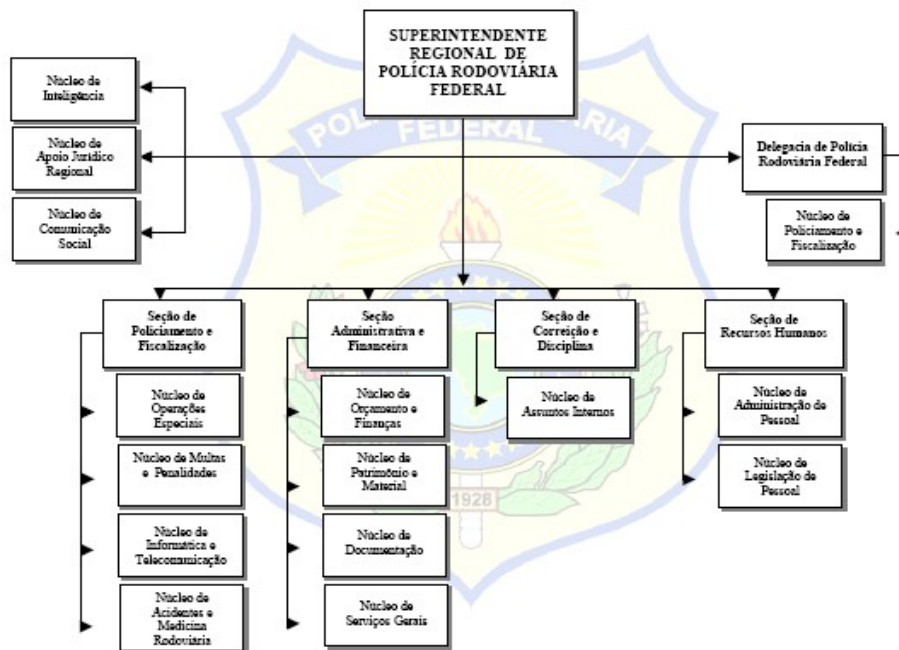 SUPERINTENDENTE
REGIONAL DE
POLÍCIA RODOVIÁRIA
FEDERAL
Núcleo de
Inteligência
Núcleo de
Apoio Jurídico
Regional
Núcleo de
Comunicação
Social
Delegacia de Polícia
Rodoviária Federal
Núcleo de
Policiamento e
Fiscalização
Seção de
Policiamento e
Fiscalização
Núcleo de
Operações
Especiais
Núcleo de Multas
e Penalidades
Núcleo de
Informática e
Telecomunicação
Núcleo de
Acidentes e
Medicina
Rodoviária
Seção
Administrativa e
Financeira
Núcleo de
Orçamento e
Finanças
Núcleo de
Patrimônio e
Material
Núcleo de
Documentação
Núcleo de
Serviços Gerais
Seção de
Correição e
Disciplina
Núcleo de
Assuntos Internos
Seção de
Recursos Humanos
Núcleo de
Administração de
Pessoal
Núcleo de
Legislação de
Pessoal
FEDERAL
1928